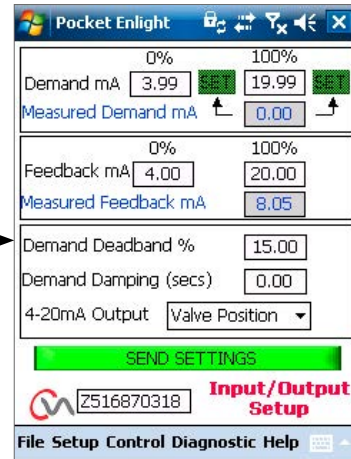 Pocket Enlight
0% 100%
Demand mA 3.99 SET 19.99 SET
Measured Demand mA 0.00
0% 100%
Feedback mA 4.00 20.00
Measured Feedback mA 8.05
Demand Deadband % 15.00
Demand Damping (secs) 0.00
4-20mA Output Valve Position
SEND SETTINGS
Z516870318 Input/Output
Setup
File Setup Control Diagnostic Help